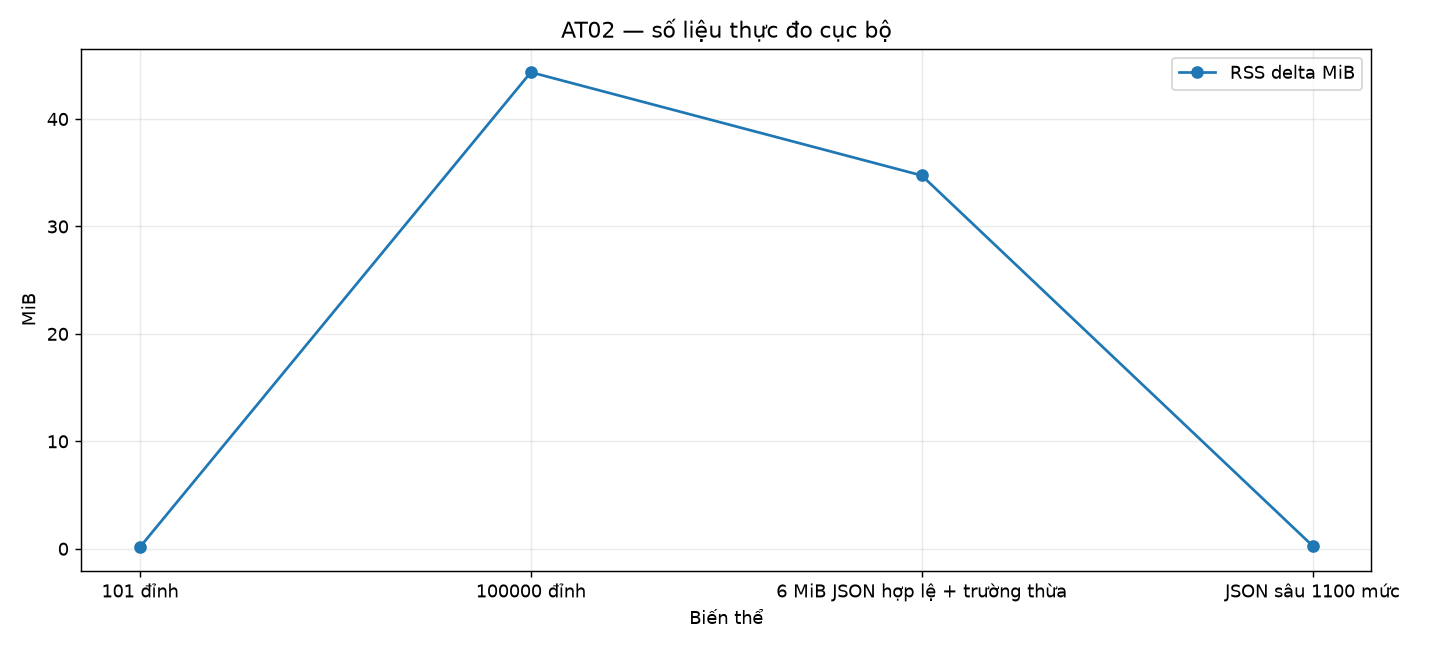 AT02 — số liệu thực đo cục bộ
RSS delta MiB
MiB
40
30
20
10
0
101 đỉnh
100000 đỉnh
6 MiB JSON hợp lệ + trường thừa
JSON sâu 1100 mức
Biến thể